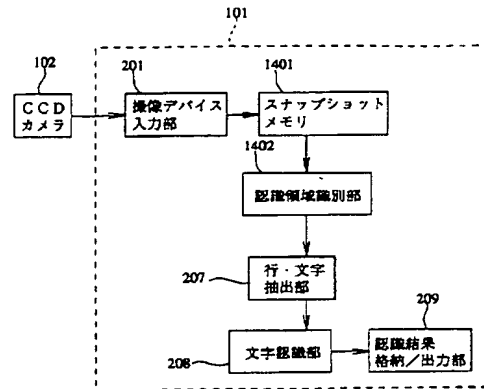 101
102
201
1401
CCD
カメラ
撮像デバイス
入力部
スナップショット
メモリ
1402
認識領域識別部
207
行・文字
抽出部
209
208
文字認識部
認識結果
格納／出力部